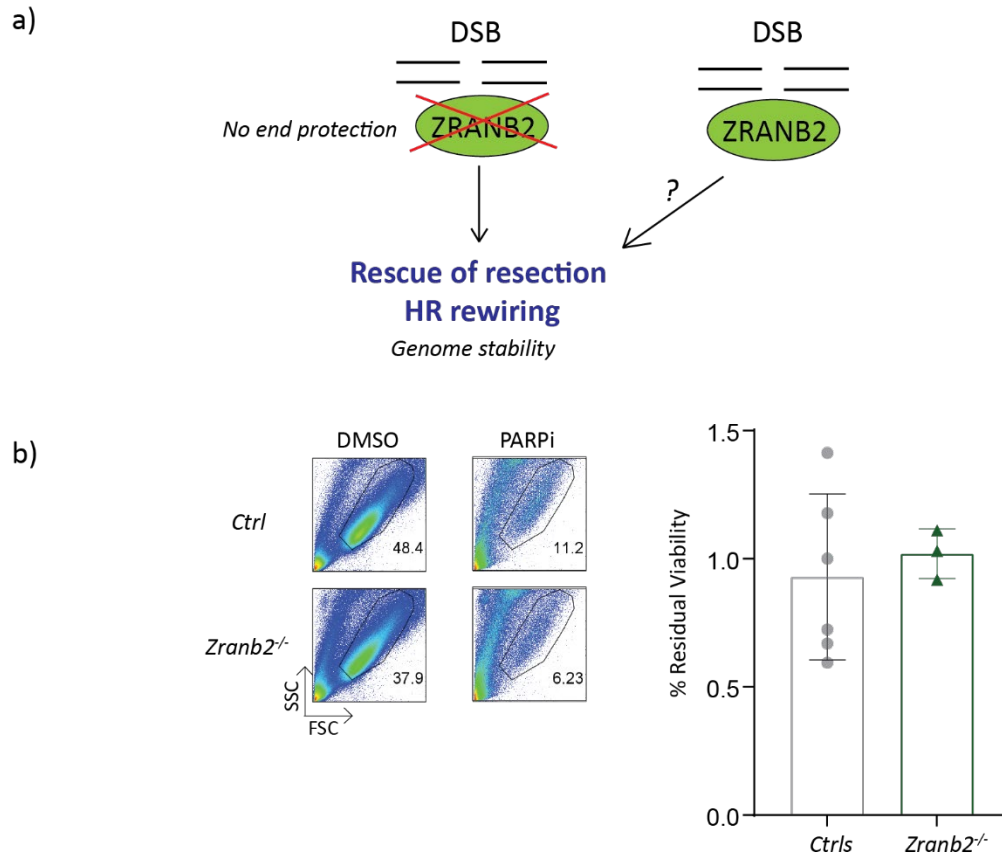 a)
DSB
DSB
No end protection
ZRANB2
ZRANB2
?
Rescue of resection
HR rewiring
Genome stability
b)
DMSO
PARPi
Ctrl
48.4
11.2
Zranb2-/-
37.9
6.23
SSC
FSC
% Residual Viability
1.5
1.0
0.5
0.0
Ctrls
Zranb2-/-